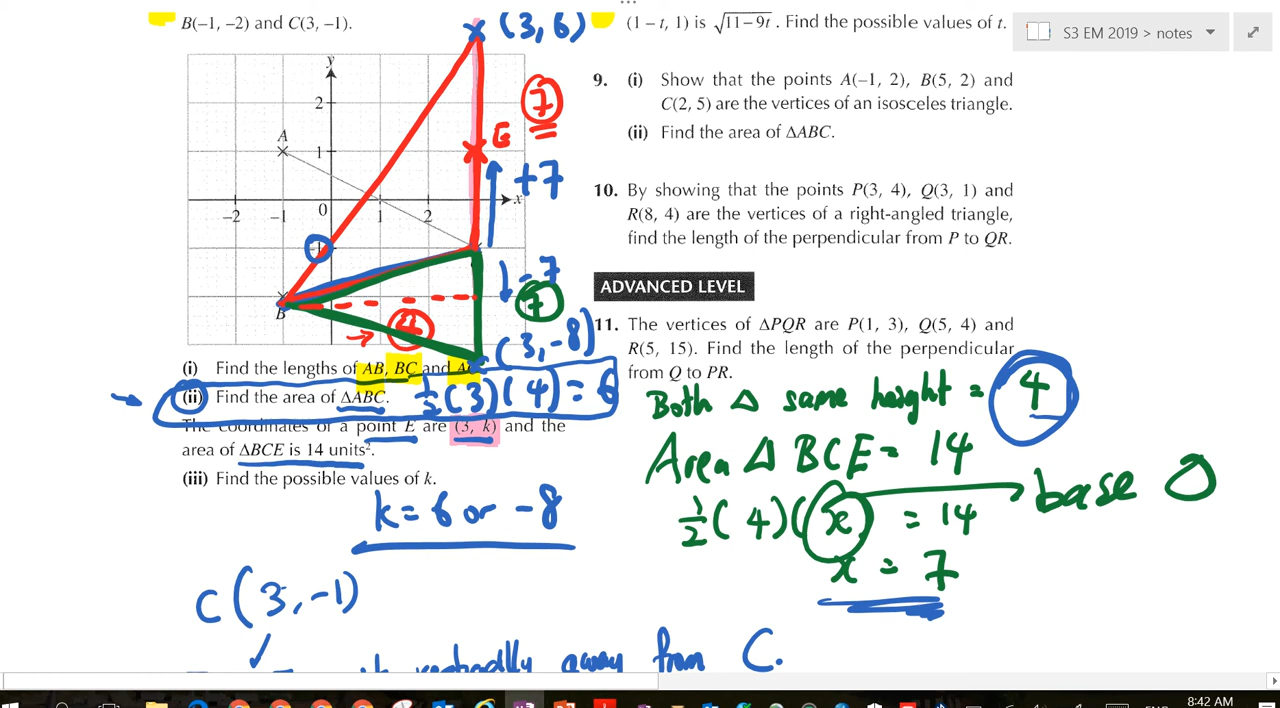 B(−1, −2) and C(3, −1).
y
2
1
A
−2
−1
0
1
2
x
−1
B
(3, 6)
7
E
+7
−7
7
4
(3, −8)
(i) Find the lengths of AB, BC and A
(ii) Find the area of △ABC.
½(3)(4) = 6
The coordinates of a point E are (3, k) and the
area of △BCE is 14 units².
(iii) Find the possible values of k.
k = 6 or −8
C(3, −1)
vertically away from C.
(1 − t, 1) is √11 − 9t . Find the possible values of t.
S3 EM 2019 > notes
9. (i) Show that the points A(−1, 2), B(5, 2) and
C(2, 5) are the vertices of an isosceles triangle.
(ii) Find the area of △ABC.
10. By showing that the points P(3, 4), Q(3, 1) and
R(8, 4) are the vertices of a right-angled triangle,
find the length of the perpendicular from P to QR.
ADVANCED LEVEL
11. The vertices of △PQR are P(1, 3), Q(5, 4) and
R(5, 15). Find the length of the perpendicular
from Q to PR.
Both △ same height = 4
Area △ BCE = 14
½(4)(x) = 14
base
x = 7
ENG
8:42 AM